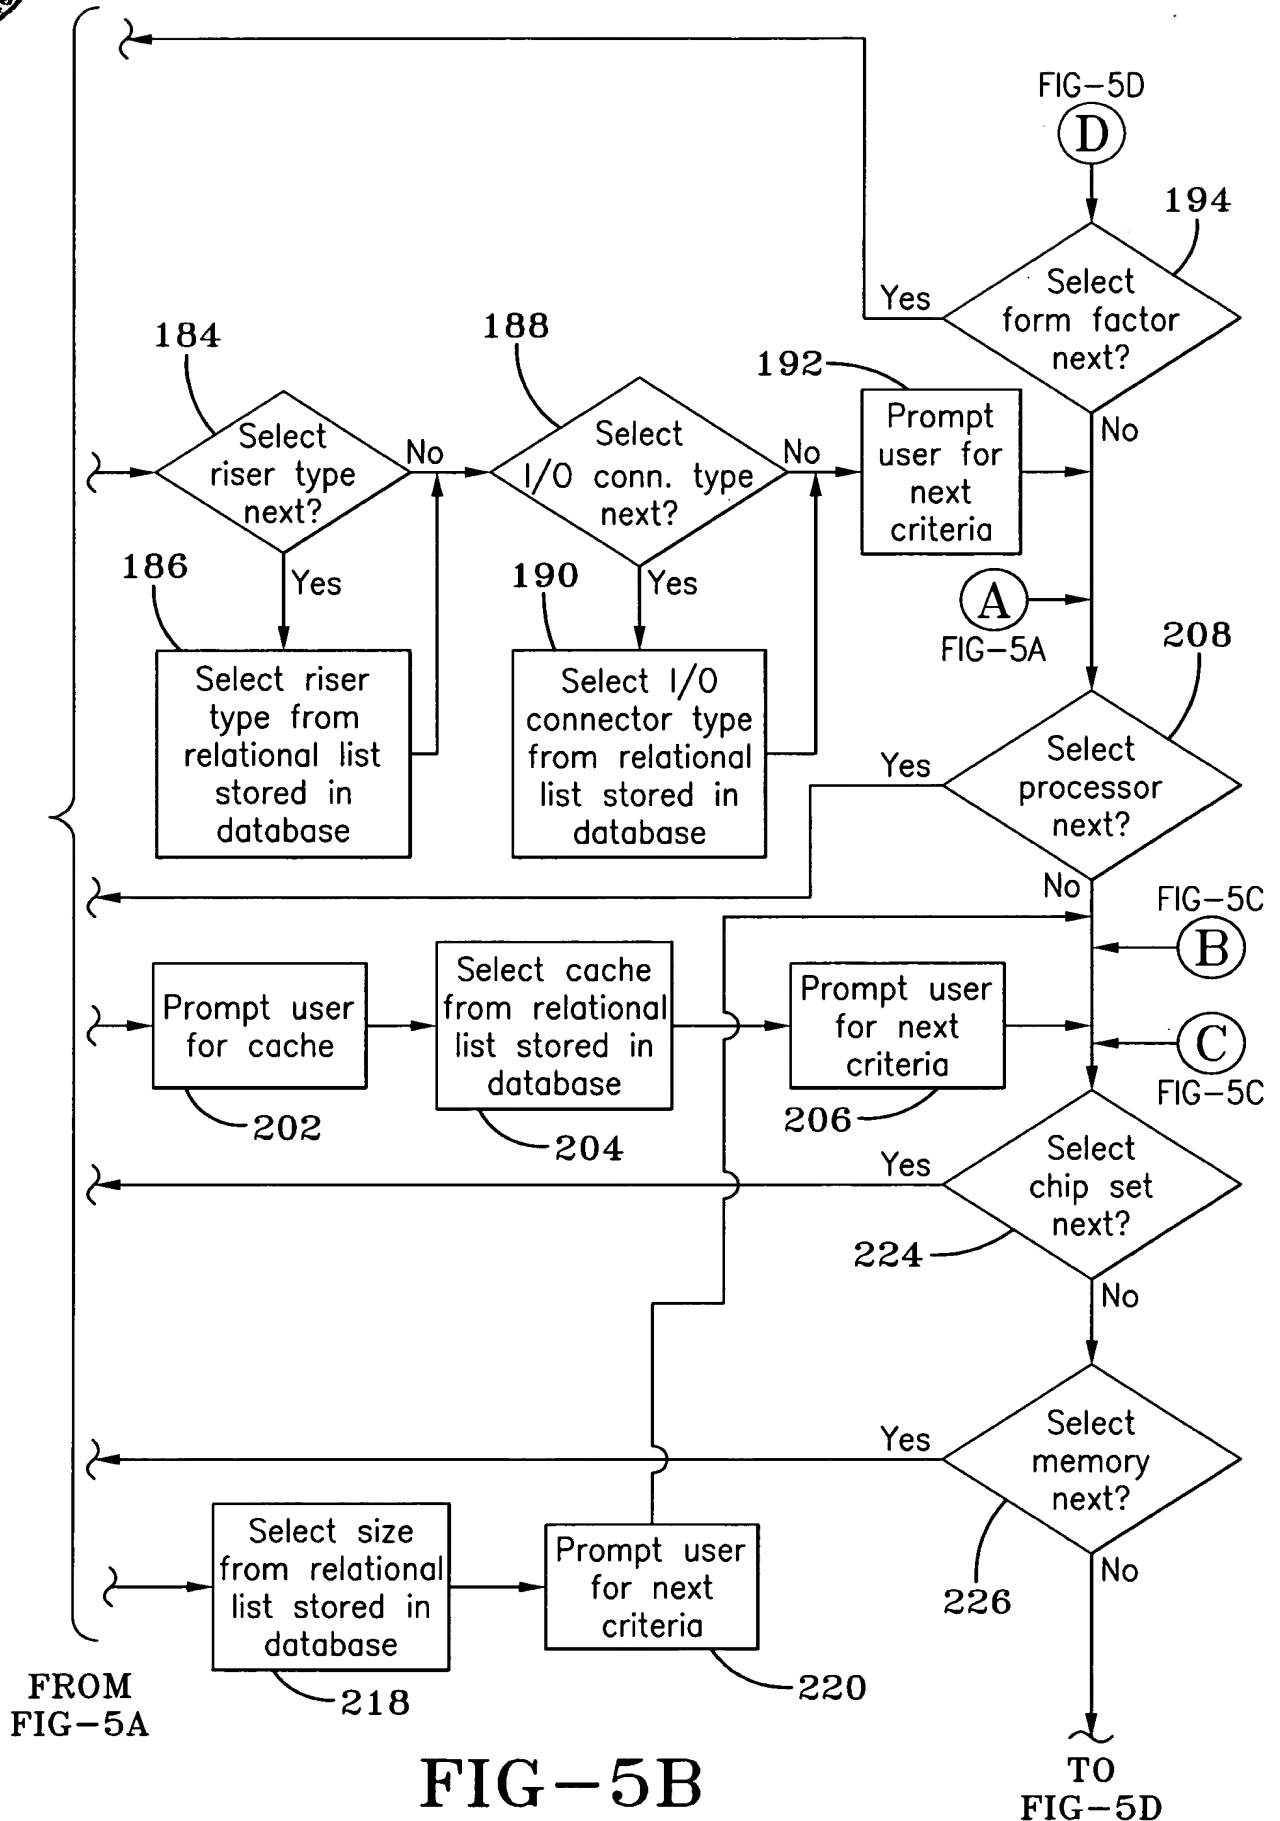 FIG-5D
D
194
Select
form factor
next?
Yes
No
184
Select
riser type
next?
No
Yes
188
Select
I/O conn. type
next?
No
Yes
192
Prompt
user for
next
criteria
186
Select riser
type from
relational list
stored in
database
190
Select I/O
connector type
from relational
list stored in
database
A
FIG-5A
208
Select
processor
next?
Yes
No
FIG-5C
B
Prompt user
for cache
202
Select cache
from relational
list stored in
database
204
Prompt user
for next
criteria
206
C
FIG-5C
Select
chip set
next?
Yes
224
No
Select
memory
next?
Yes
226
No
Select size
from relational
list stored in
database
218
Prompt user
for next
criteria
220
FROM
FIG-5A
TO
FIG-5D
FIG-5B